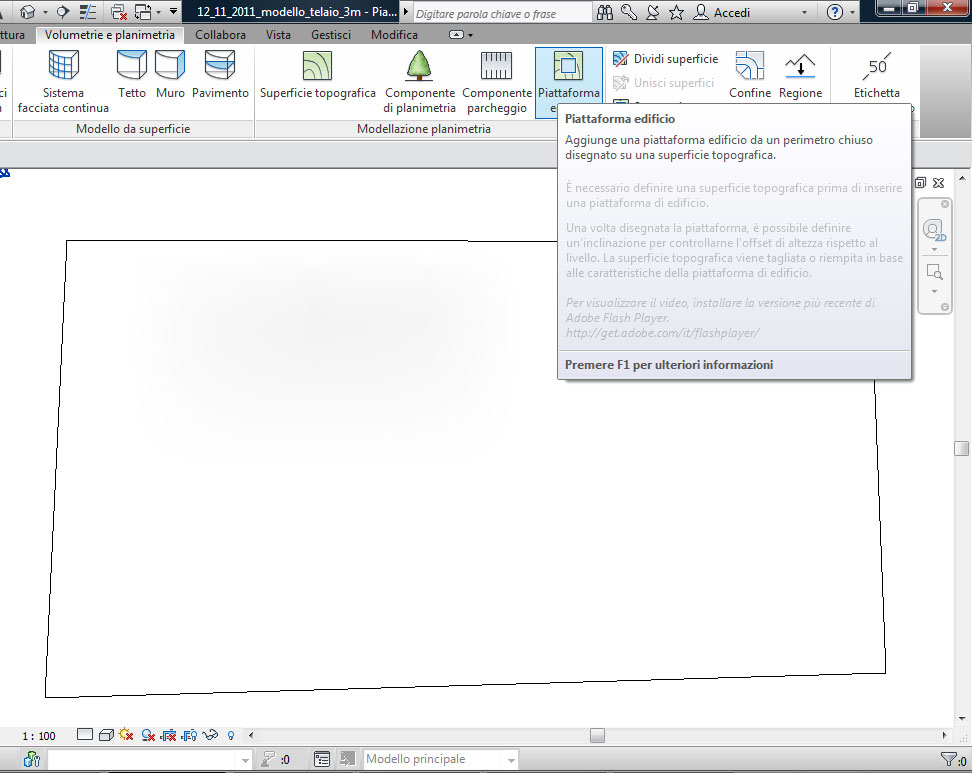 12_11_2011_modello_telaio_3m - Pia...
Digitare parola chiave o frase
Accedi
?
ttura
Volumetrie e planimetria
Collabora
Vista
Gestisci
Modifica
ci
Sistema
facciata continua
Tetto
Muro
Pavimento
Modello da superficie
Superficie topografica
Componente
di planimetria
Componente
parcheggio
Piattaforma
e
Modellazione planimetria
Dividi superficie
Unisci superfici
Confine
Regione
50
Etichetta
Piattaforma edificio
Aggiunge una piattaforma edificio da un perimetro chiuso
disegnato su una superficie topografica.
È necessario definire una superficie topografica prima di inserire
una piattaforma di edificio.
Una volta disegnata la piattaforma, è possibile definire
un'inclinazione per controllarne l'offset di altezza rispetto al
livello. La superficie topografica viene tagliata o riempita in base
alle caratteristiche della piattaforma di edificio.
Per visualizzare il video, installare la versione più recente di
Adobe Flash Player.
http://get.adobe.com/it/flashplayer/
Premere F1 per ulteriori informazioni
2D
1 : 100
:0
Modello principale
:0